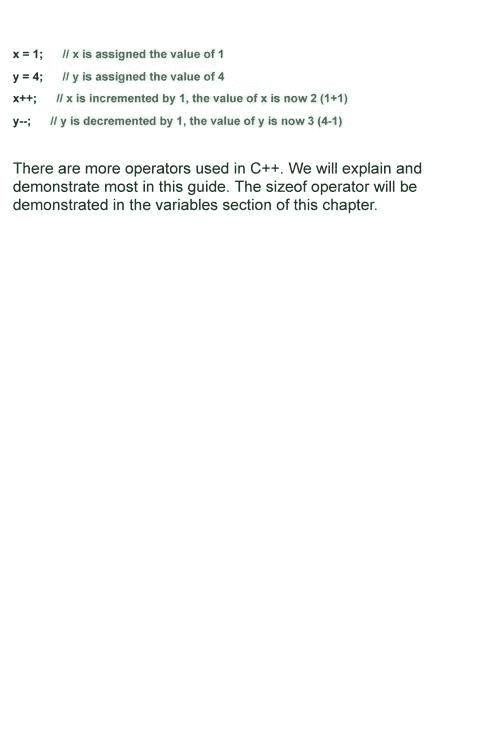 x = 1; // x is assigned the value of 1
y = 4; // y is assigned the value of 4
x++; // x is incremented by 1, the value of x is now 2 (1+1)
y--; // y is decremented by 1, the value of y is now 3 (4-1)
There are more operators used in C++. We will explain and
demonstrate most in this guide. The sizeof operator will be
demonstrated in the variables section of this chapter.